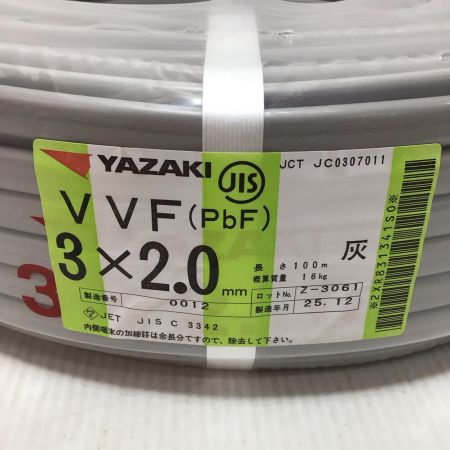 YAZAKI
JIS
JCT JC0307011
VVF(PbF)
3×2.0mm
灰
長さ 100m
概算質量 16kg
製造番号 0012
ロットNo. Z-3061
製造年月 25.12
JET JIS C 3342
内側端末の加締鉢は余長分ですので、除去して下さい。
3